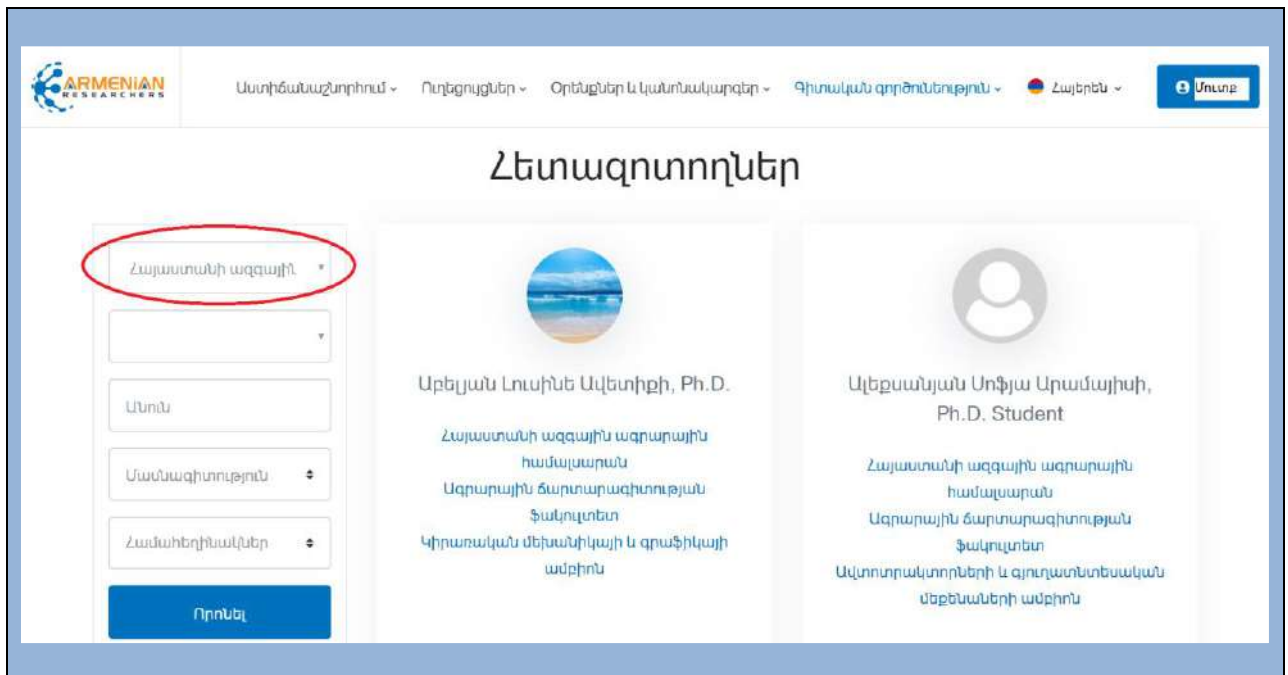 ARMENIAN
RESEARCHERS
Աստիճանաշնորհում Ուղեցույցներ Օրենքներ և կանոնակարգեր Գիտական գործունեություն Հայերեն Մուտք
Հետազոտողներ
Հայաստանի ազգային
Անուն
Մասնագիտություն
Համահեղինակներ
Որոնել
Աբելյան Լուսինե Ավետիքի, Ph.D.
Հայաստանի ազգային ագրարային
համալսարան
Ագրարային ճարտարագիտության
ֆակուլտետ
Կիրառական մեխանիկայի և գրաֆիկայի
ամբիոն
Ալեքսանյան Սոֆյա Արամայիսի,
Ph.D. Student
Հայաստանի ազգային ագրարային
համալսարան
Ագրարային ճարտարագիտության
ֆակուլտետ
Ավտոտրակտորների և գյուղատնտեսական
մեքենաների ամբիոն